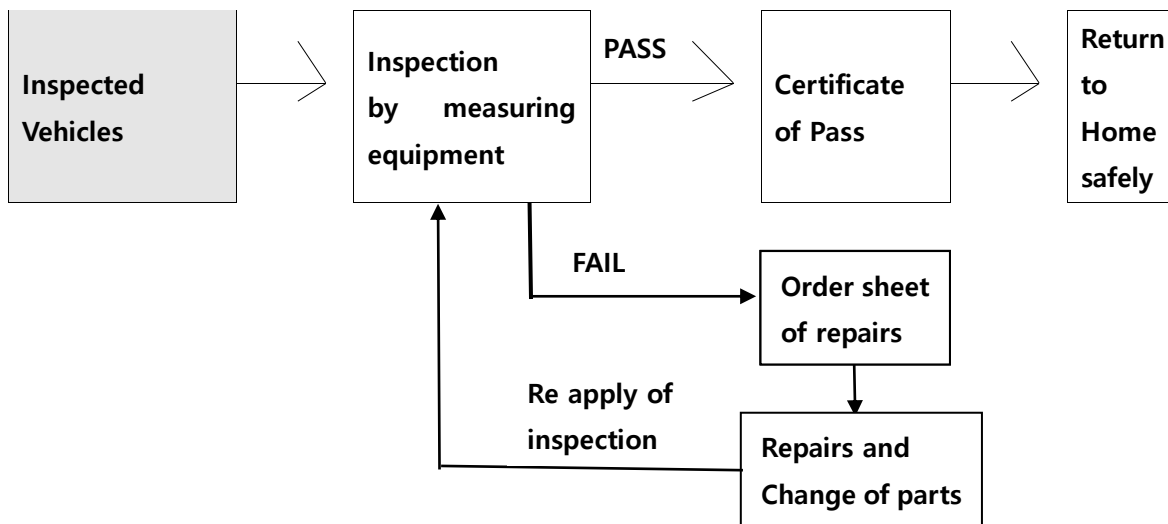 Inspected
Vehicles
Inspection
by measuring
equipment
PASS
Certificate
of Pass
Return
to
Home
safely
FAIL
Order sheet
of repairs
Re apply of
inspection
Repairs and
Change of parts